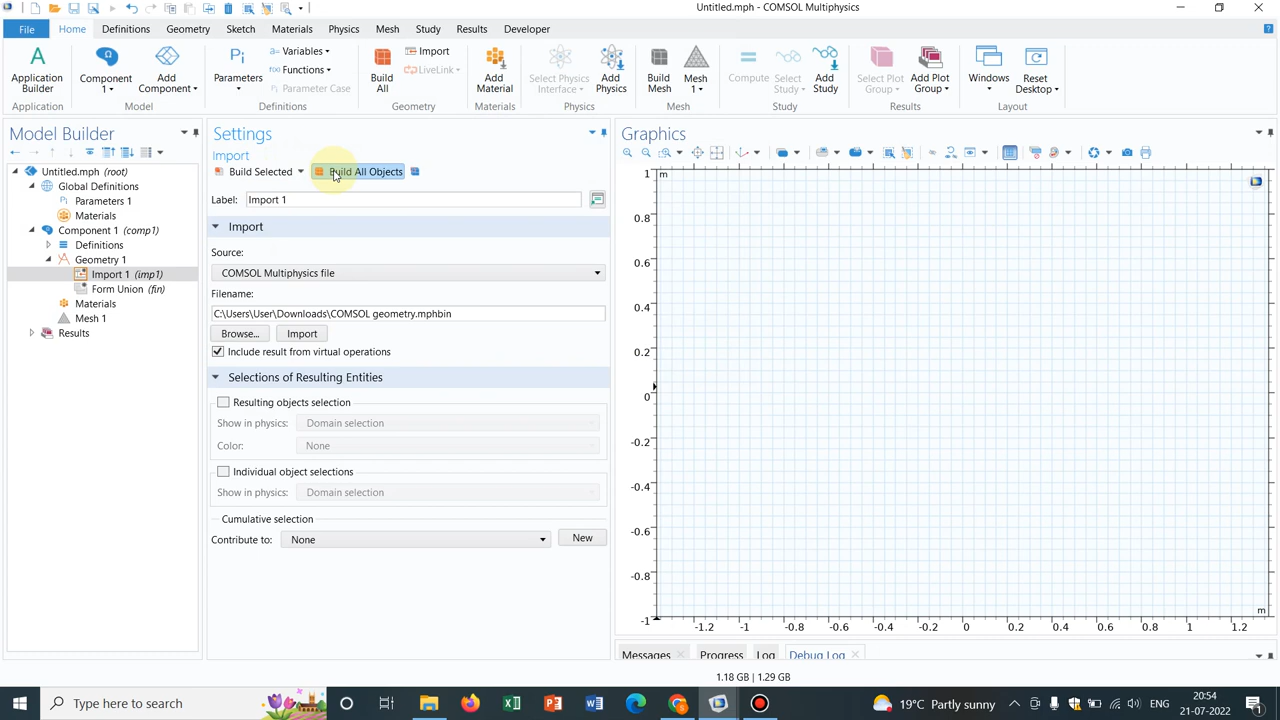 Untitled.mph - COMSOL Multiphysics
File Home Definitions Geometry Sketch Materials Physics Mesh Study Results Developer
Application Builder
Component 1
Add Component
Pi
Parameters
a= Variables
f(x) Functions
Pi Parameter Case
Build All
Import
LiveLink
Add Material
Select Physics Interface
Add Physics
Build Mesh
Mesh 1
Compute
Select Study
Add Study
Select Plot Group
Add Plot Group
Windows
Reset Desktop
Application Model Definitions Geometry Materials Physics Mesh Study Results Layout
Model Builder
Untitled.mph (root)
Global Definitions
Pi Parameters 1
Materials
Component 1 (comp1)
Definitions
Geometry 1
Import 1 (imp1)
Form Union (fin)
Materials
Mesh 1
Results
Settings
Import
Build Selected Build All Objects
Label: Import 1
Import
Source:
COMSOL Multiphysics file
Filename:
C:\Users\User\Downloads\COMSOL geometry.mphbin
Browse... Import
Include result from virtual operations
Selections of Resulting Entities
Resulting objects selection
Show in physics: Domain selection
Color: None
Individual object selections
Show in physics: Domain selection
Cumulative selection
Contribute to: None New
Graphics
1 m
0.8
0.6
0.4
0.2
0
-0.2
-0.4
-0.6
-0.8
-1
m
-1.2 -1 -0.8 -0.6 -0.4 -0.2 0 0.2 0.4 0.6 0.8 1 1.2
Messages Progress Log Debug Log
1.18 GB | 1.29 GB
Type here to search
19°C Partly sunny
ENG
20:54
21-07-2022
1